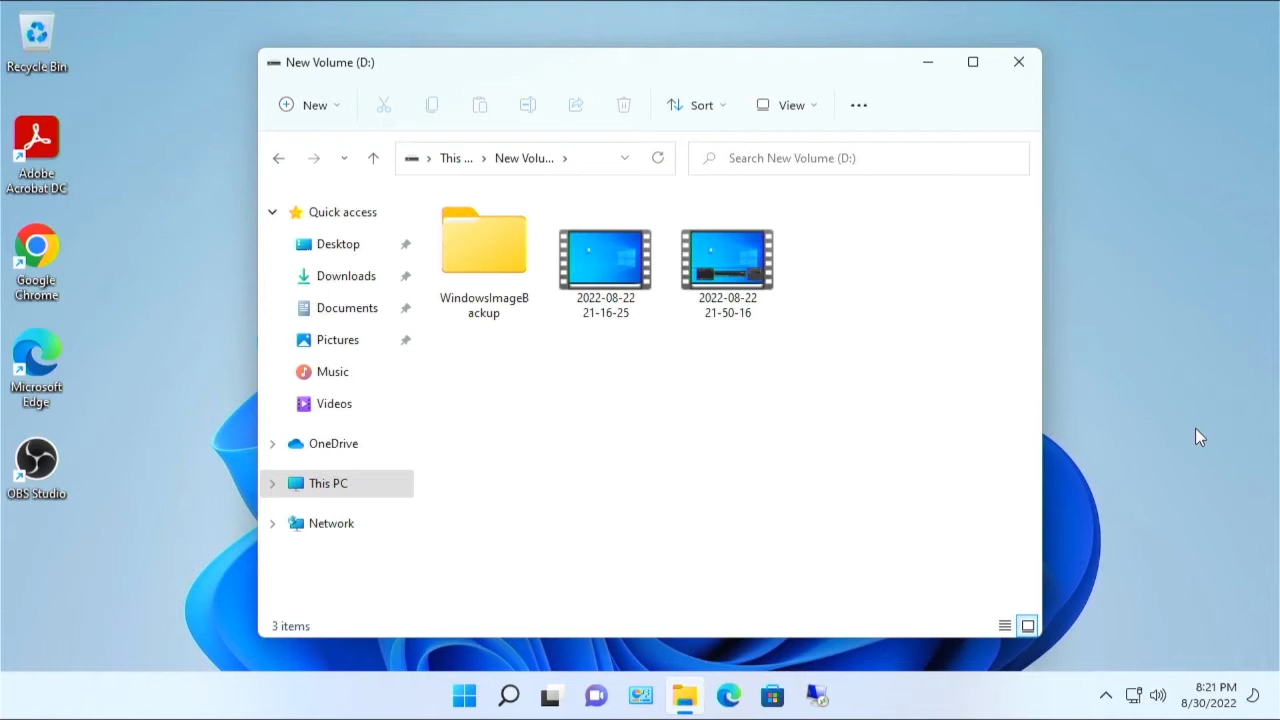 Recycle Bin
Adobe
Acrobat DC
Google
Chrome
Microsoft
Edge
OBS Studio
New Volume (D:)
New
Sort
View
This ...
New Volu...
Search New Volume (D:)
Quick access
Desktop
Downloads
Documents
Pictures
Music
Videos
OneDrive
This PC
Network
WindowsImageB
ackup
2022-08-22
21-16-25
2022-08-22
21-50-16
3 items
8:21 PM
8/30/2022